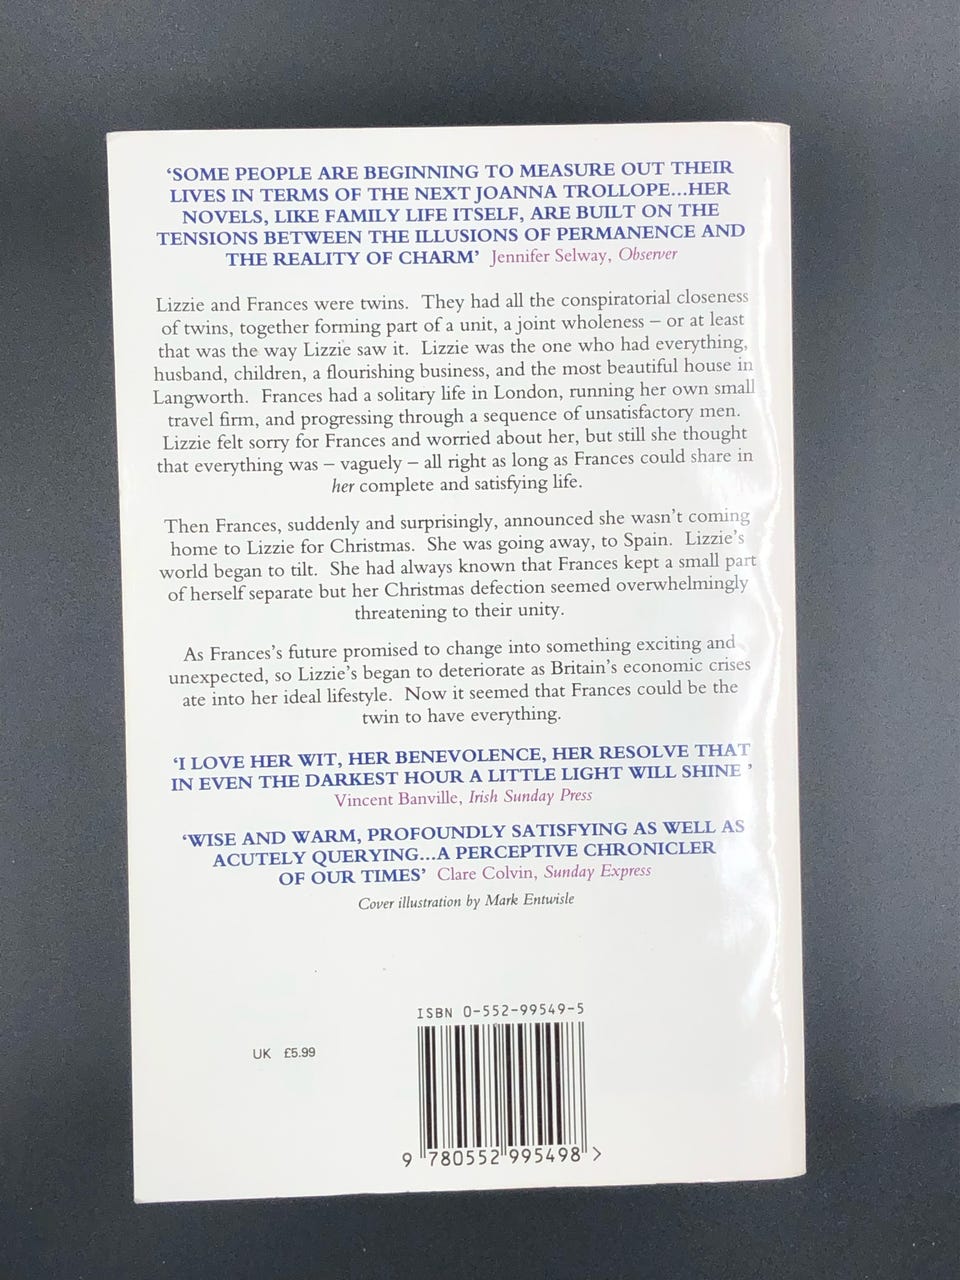 ‘SOME PEOPLE ARE BEGINNING TO MEASURE OUT THEIR
LIVES IN TERMS OF THE NEXT JOANNA TROLLOPE...HER
NOVELS, LIKE FAMILY LIFE ITSELF, ARE BUILT ON THE
TENSIONS BETWEEN THE ILLUSIONS OF PERMANENCE AND
THE REALITY OF CHARM’ Jennifer Selway, Observer
Lizzie and Frances were twins. They had all the conspiratorial closeness
of twins, together forming part of a unit, a joint wholeness – or at least
that was the way Lizzie saw it. Lizzie was the one who had everything,
husband, children, a flourishing business, and the most beautiful house in
Langworth. Frances had a solitary life in London, running her own small
travel firm, and progressing through a sequence of unsatisfactory men.
Lizzie felt sorry for Frances and worried about her, but still she thought
that everything was – vaguely – all right as long as Frances could share in
her complete and satisfying life.
Then Frances, suddenly and surprisingly, announced she wasn’t coming
home to Lizzie for Christmas. She was going away, to Spain. Lizzie’s
world began to tilt. She had always known that Frances kept a small part
of herself separate but her Christmas defection seemed overwhelmingly
threatening to their unity.
As Frances’s future promised to change into something exciting and
unexpected, so Lizzie’s began to deteriorate as Britain’s economic crises
ate into her ideal lifestyle. Now it seemed that Frances could be the
twin to have everything.
‘I LOVE HER WIT, HER BENEVOLENCE, HER RESOLVE THAT
IN EVEN THE DARKEST HOUR A LITTLE LIGHT WILL SHINE ’
Vincent Banville, Irish Sunday Press
‘WISE AND WARM, PROFOUNDLY SATISFYING AS WELL AS
ACUTELY QUERYING...A PERCEPTIVE CHRONICLER
OF OUR TIMES’ Clare Colvin, Sunday Express
Cover illustration by Mark Entwisle
ISBN 0-552-99549-5
UK £5.99
9 780552 995498 >